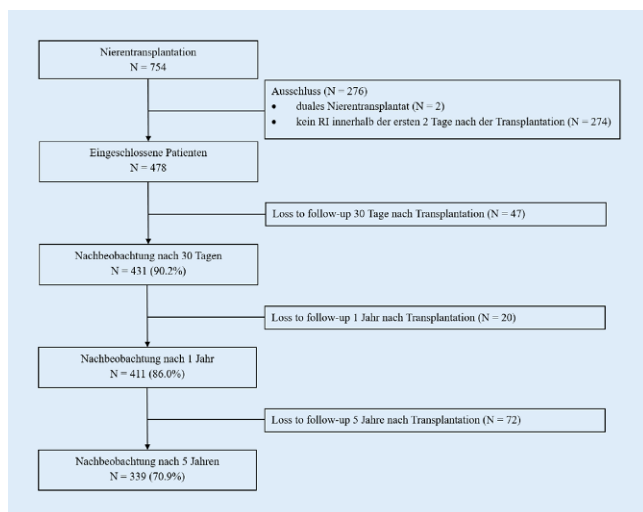 Nierentransplantation
N = 754
Ausschluss (N = 276)
• duales Nierentransplantat (N = 2)
• kein RI innerhalb der ersten 2 Tage nach der Transplantation (N = 274)
Eingeschlossene Patienten
N = 478
Loss to follow-up 30 Tage nach Transplantation (N = 47)
Nachbeobachtung nach 30 Tagen
N = 431 (90.2%)
Loss to follow-up 1 Jahr nach Transplantation (N = 20)
Nachbeobachtung nach 1 Jahr
N = 411 (86.0%)
Loss to follow-up 5 Jahre nach Transplantation (N = 72)
Nachbeobachtung nach 5 Jahren
N = 339 (70.9%)